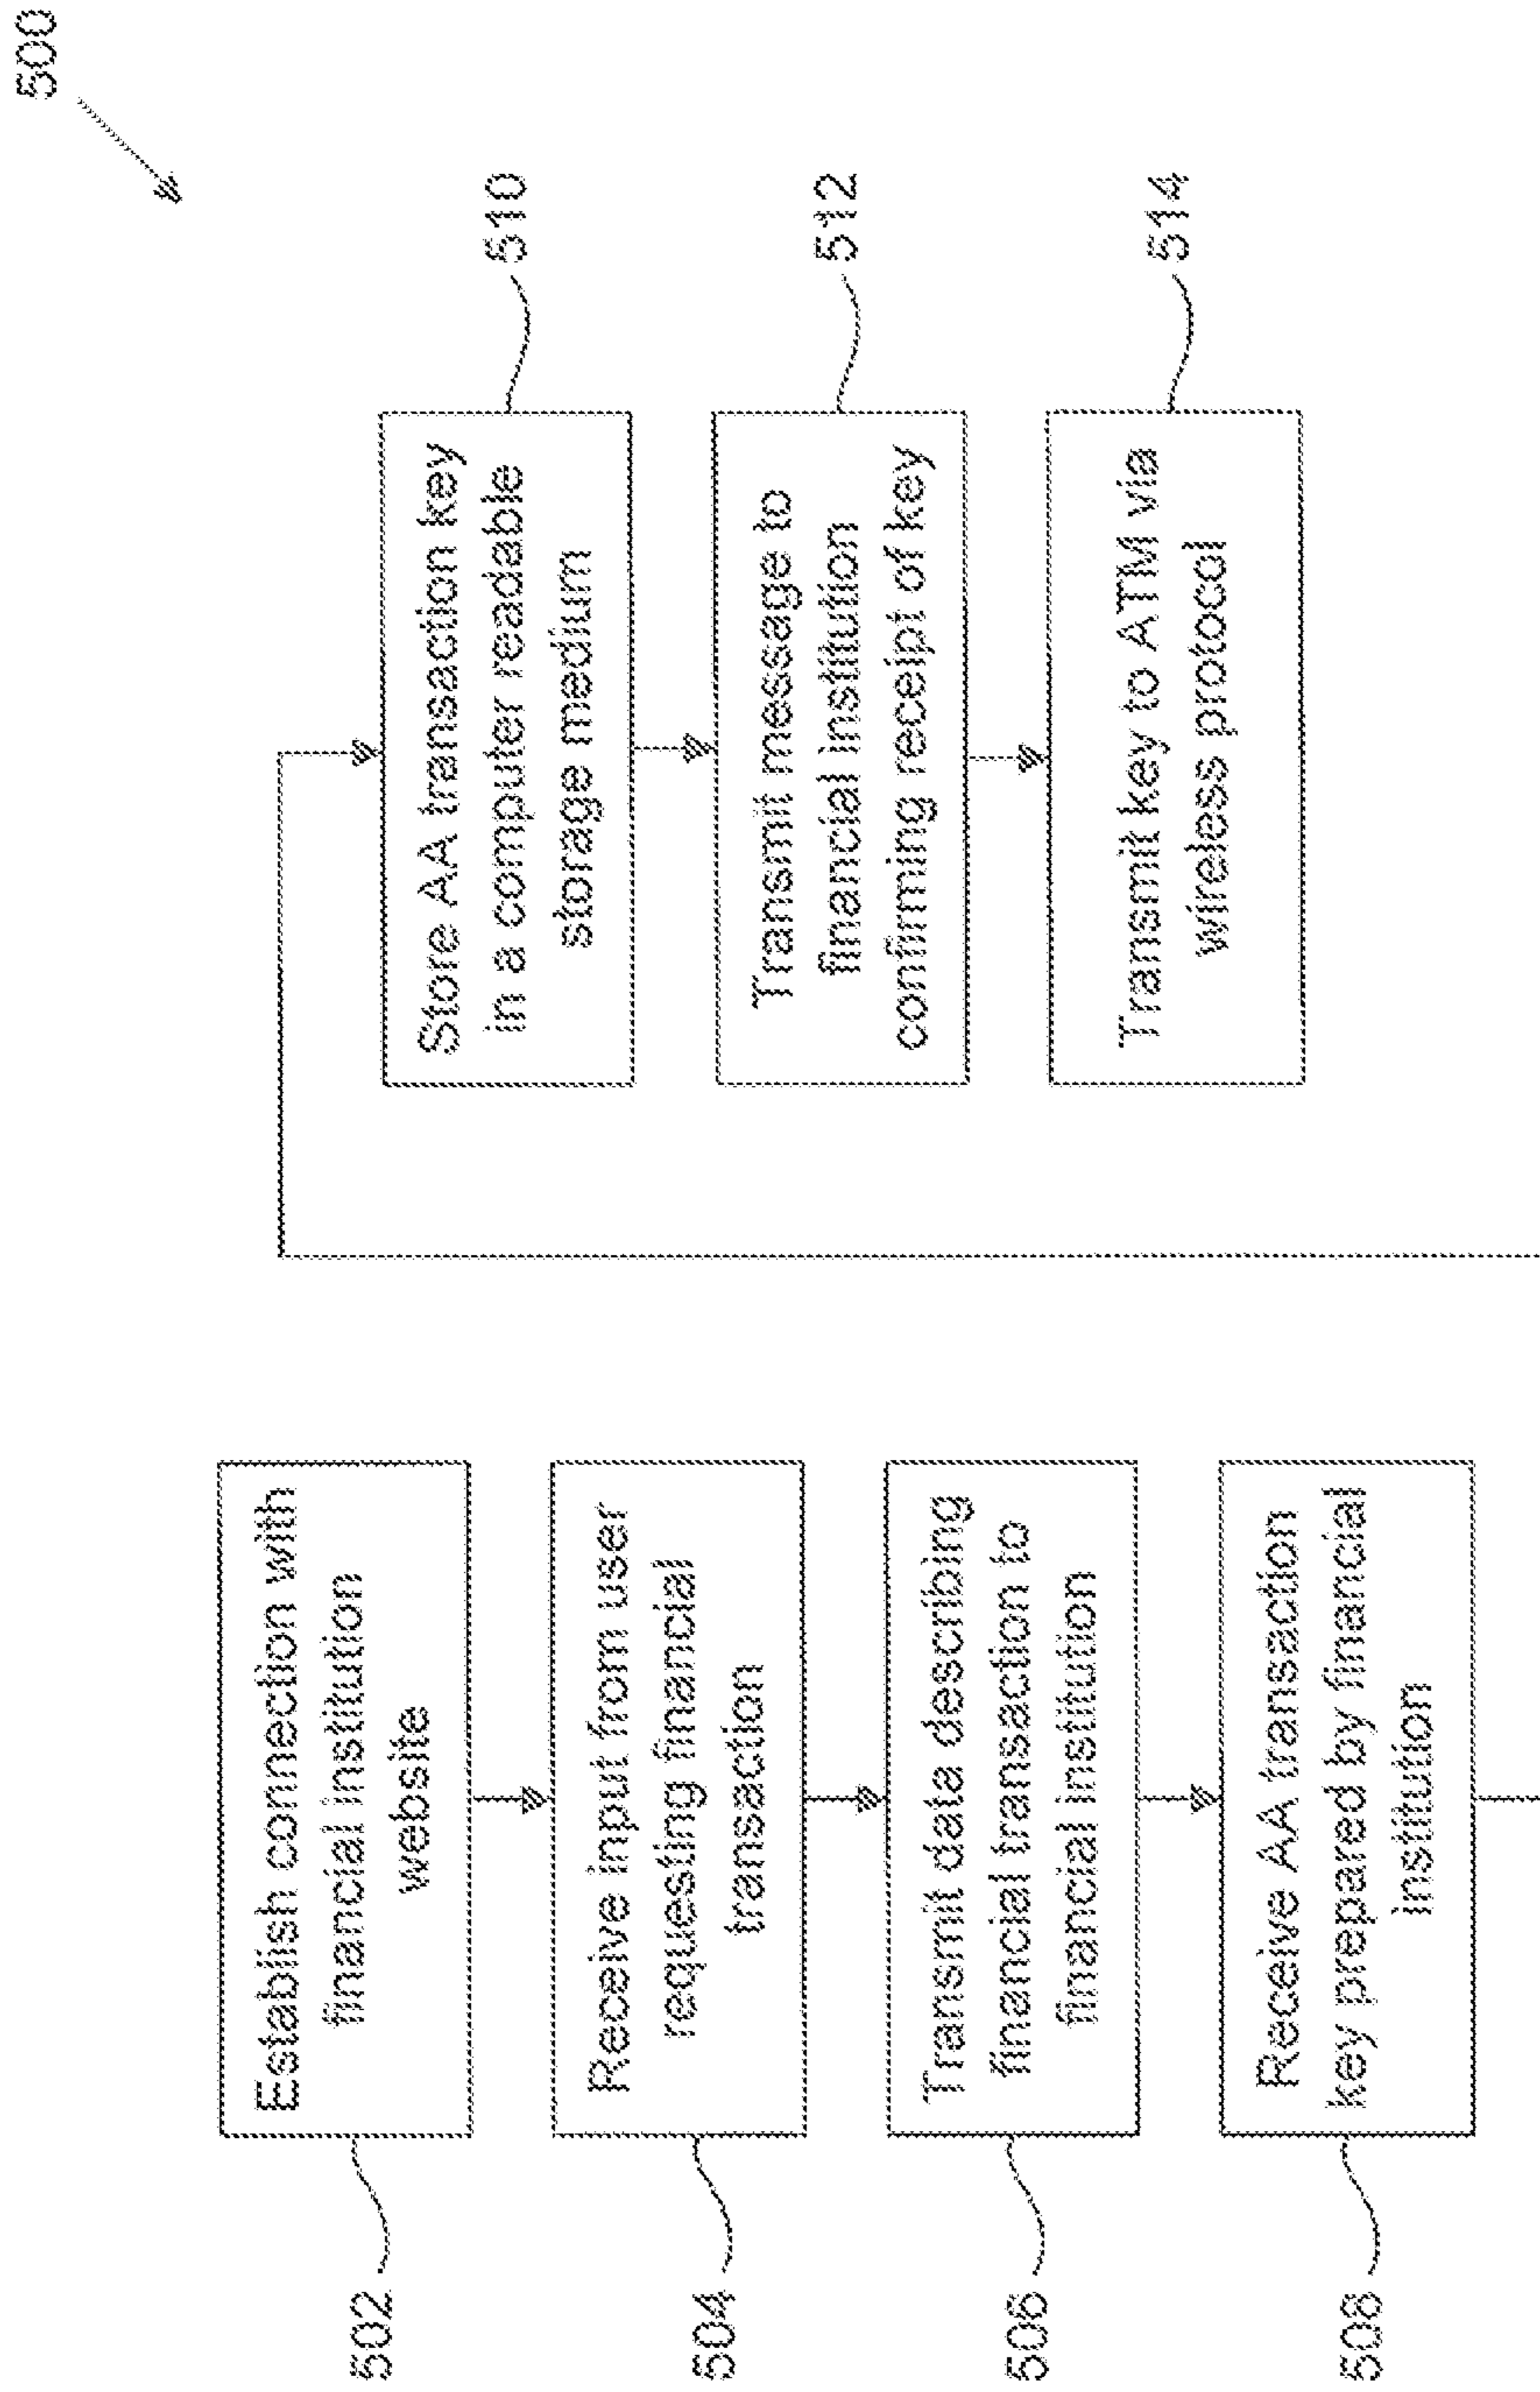 500
502
Establish connection with
financial institution
website
504
Receive input from user
requesting financial
transaction
506
Transmit data describing
financial transaction to
financial institution
508
Receive AA transaction
key prepared by financial
institution
Store AA transaction key
in a computer readable
storage medium
510
Transmit message to
financial institution
confirming receipt of key
512
Transmit key to ATM via
wireless protocol
514